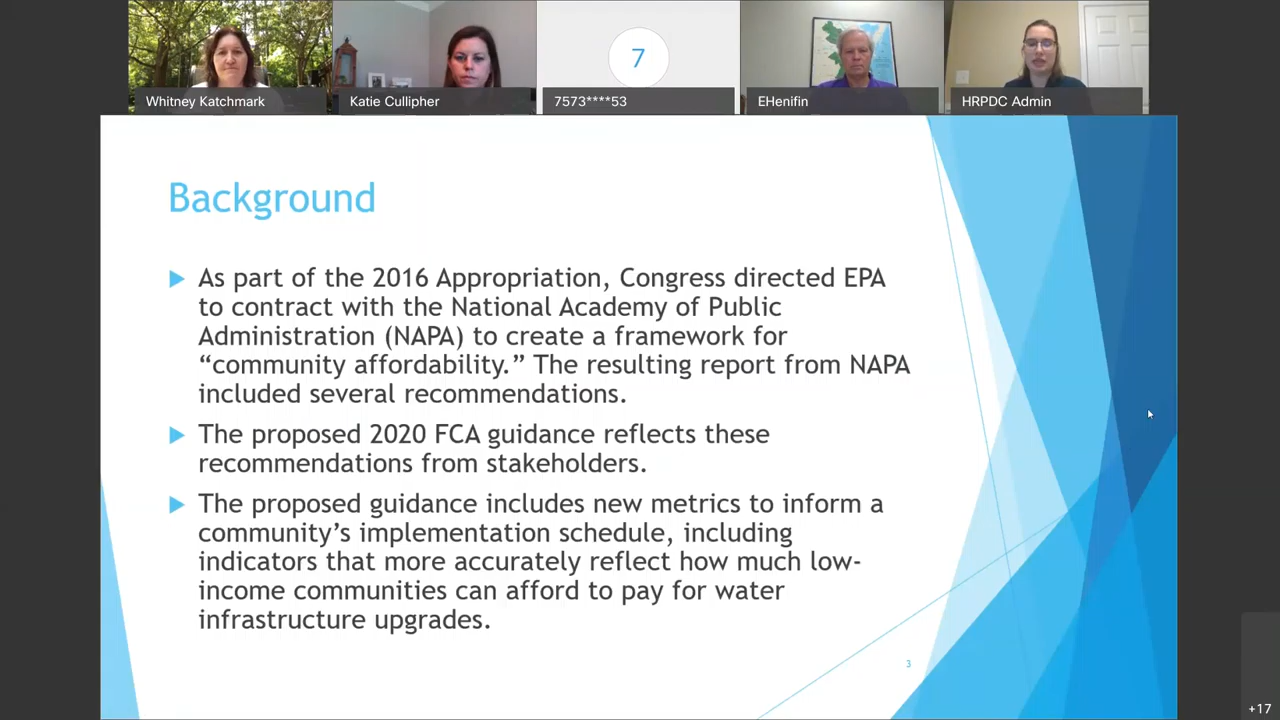 7
Whitney Katchmark
Katie Cullipher
7573****53
EHenifin
HRPDC Admin
Background
As part of the 2016 Appropriation, Congress directed EPA
to contract with the National Academy of Public
Administration (NAPA) to create a framework for
“community affordability.” The resulting report from NAPA
included several recommendations.
The proposed 2020 FCA guidance reflects these
recommendations from stakeholders.
The proposed guidance includes new metrics to inform a
community’s implementation schedule, including
indicators that more accurately reflect how much low-
income communities can afford to pay for water
infrastructure upgrades.
3
+17